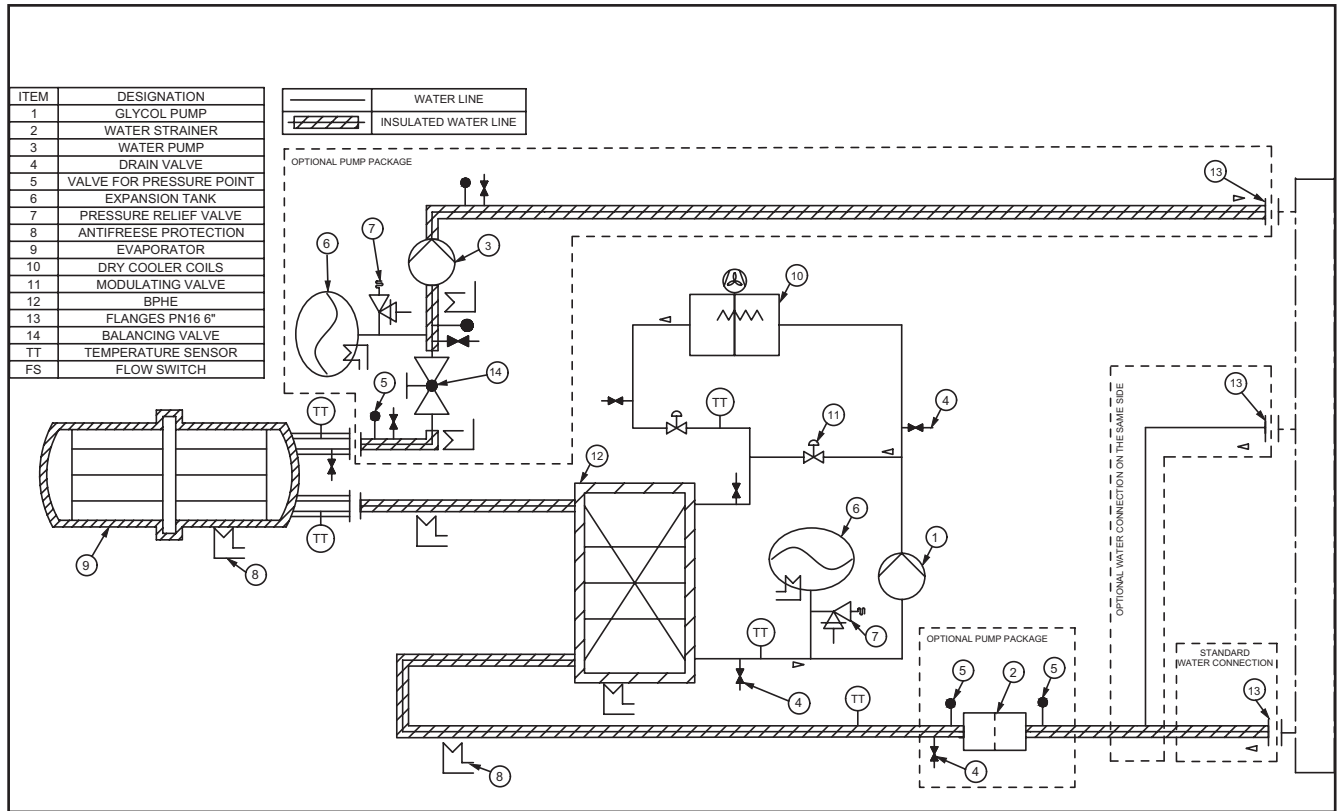 ITEM DESIGNATION
1 GLYCOL PUMP
2 WATER STRAINER
3 WATER PUMP
4 DRAIN VALVE
5 VALVE FOR PRESSURE POINT
6 EXPANSION TANK
7 PRESSURE RELIEF VALVE
8 ANTIFREESE PROTECTION
9 EVAPORATOR
10 DRY COOLER COILS
11 MODULATING VALVE
12 BPHE
13 FLANGES PN16 6"
14 BALANCING VALVE
TT TEMPERATURE SENSOR
FS FLOW SWITCH
WATER LINE
INSULATED WATER LINE
OPTIONAL PUMP PACKAGE
13
7
6
3
10
14
5
TT
TT
11
4
13
12
OPTIONAL WATER CONNECTION ON THE SAME SIDE
6
1
TT
9
8
TT
7
OPTIONAL PUMP PACKAGE
STANDARD
WATER CONNECTION
5
2
5
13
4
TT
8
4